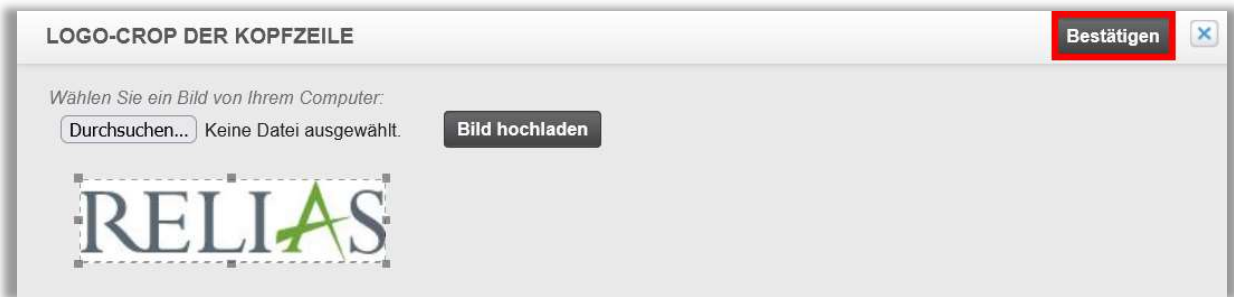 LOGO-CROP DER KOPFZEILE
Bestätigen
Wählen Sie ein Bild von Ihrem Computer:
Durchsuchen... Keine Datei ausgewählt.
Bild hochladen
RELIAS